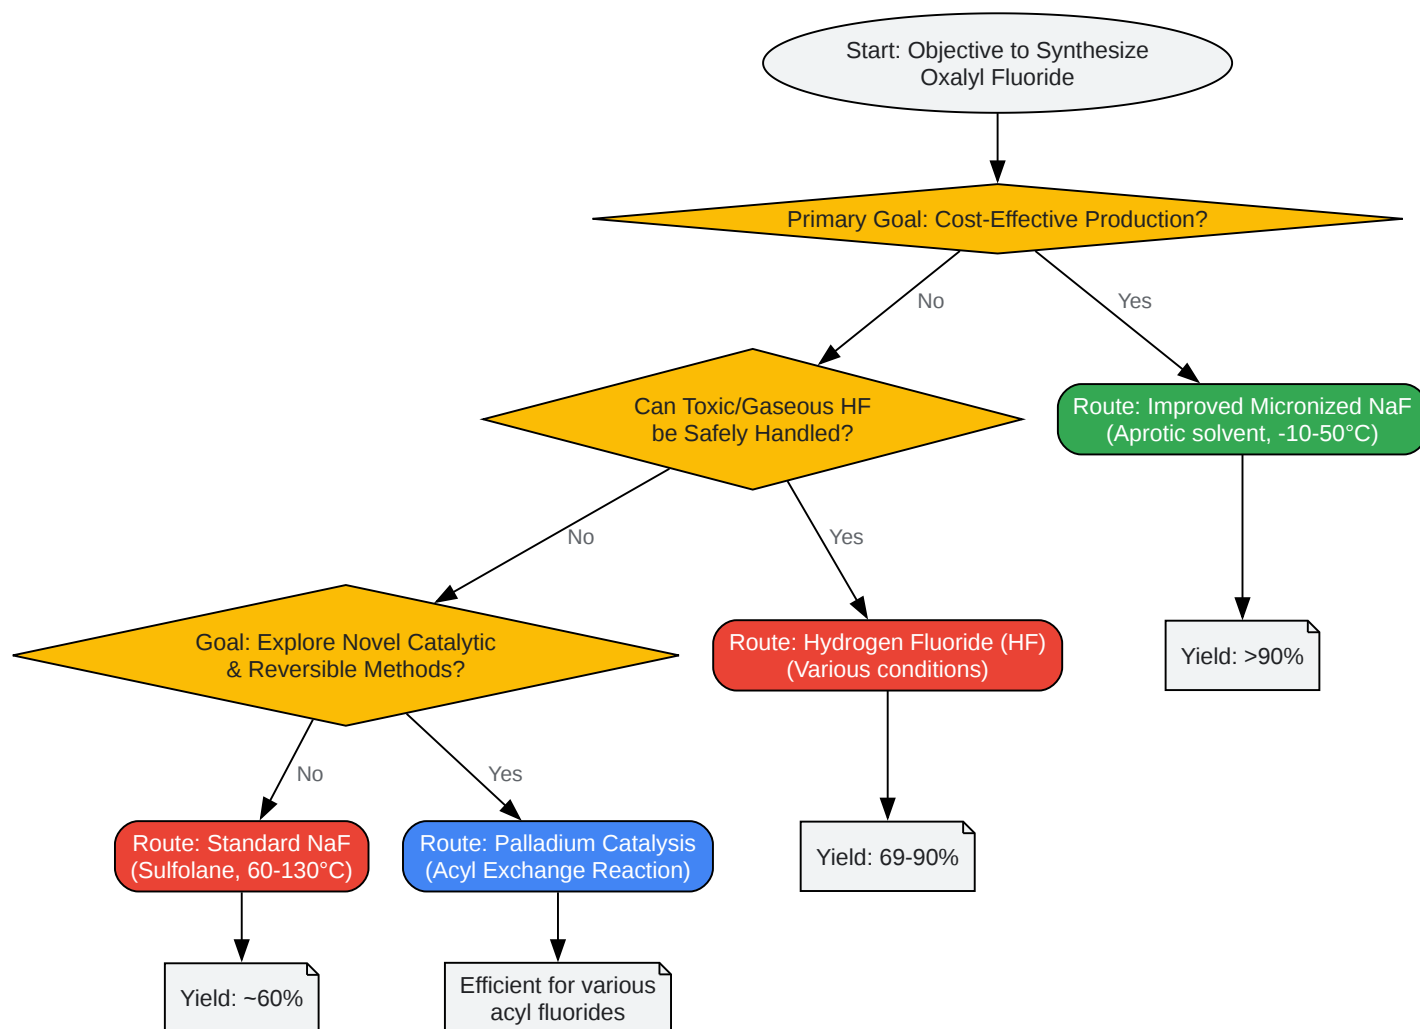 Start: Objective to Synthesize
Oxalyl Fluoride
Primary Goal: Cost-Effective Production?
No
Yes
Can Toxic/Gaseous HF
be Safely Handled?
Route: Improved Micronized NaF
(Aprotic solvent, -10-50°C)
No
Yes
Goal: Explore Novel Catalytic
& Reversible Methods?
Route: Hydrogen Fluoride (HF)
(Various conditions)
Yield: >90%
No
Yes
Route: Standard NaF
(Sulfolane, 60-130°C)
Route: Palladium Catalysis
(Acyl Exchange Reaction)
Yield: 69-90%
Yield: ~60%
Efficient for various
acyl fluorides